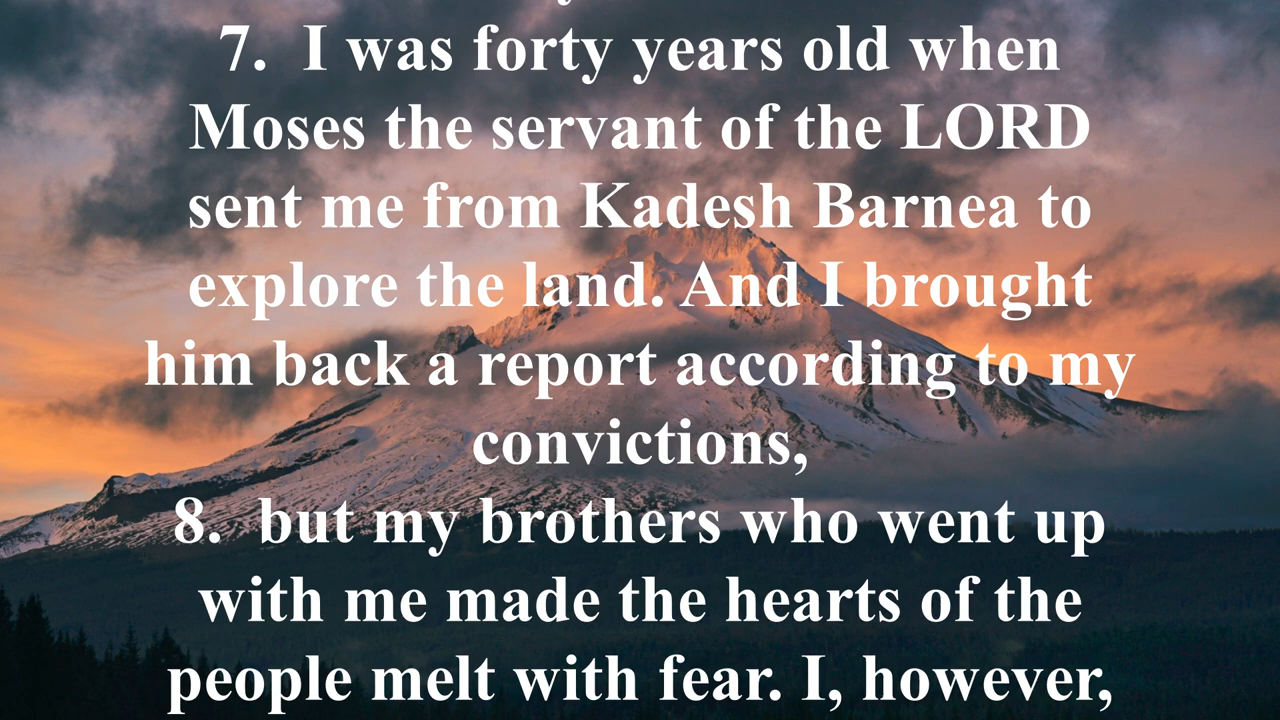 7. I was forty years old when
Moses the servant of the LORD
sent me from Kadesh Barnea to
explore the land. And I brought
him back a report according to my
convictions,
8. but my brothers who went up
with me made the hearts of the
people melt with fear. I, however,